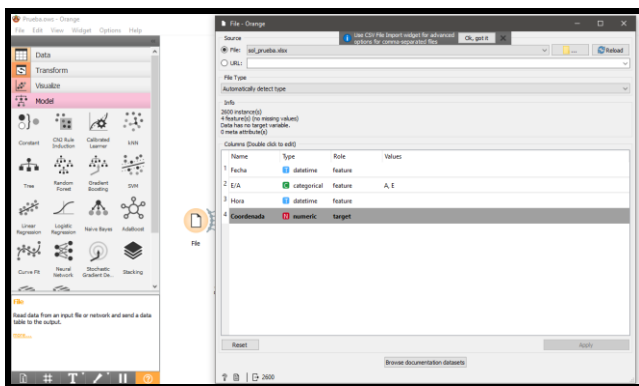 Prueba.ows - Orange
File Edit View Widget Options Help
Data
Transform
Visualize
Model
Constant
CN2 Rule Induction
Calibrated Learner
kNN
Tree
Random Forest
Gradient Boosting
SVM
Linear Regression
Logistic Regression
Naive Bayes
AdaBoost
Curve Fit
Neural Network
Stochastic Gradient De...
Stacking
File
Read data from an input file or network and send a data table to the output.
more...
File
File - Orange
Source
Use CSV File Import widget for advanced options for comma-separated files
Ok, got it
File:
...
Reload
URL:
File Type
Automatically detect type
Info
2600 instance(s)
4 feature(s) (no missing values)
Data has no target variable.
0 meta attribute(s)
Columns (Double click to edit)
Name Type Role Values
1 Fecha datetime feature
2 E/A categorical feature A, E
3 Hora datetime feature
4 Coordenada numeric target
Reset
Apply
Browse documentation datasets
2600